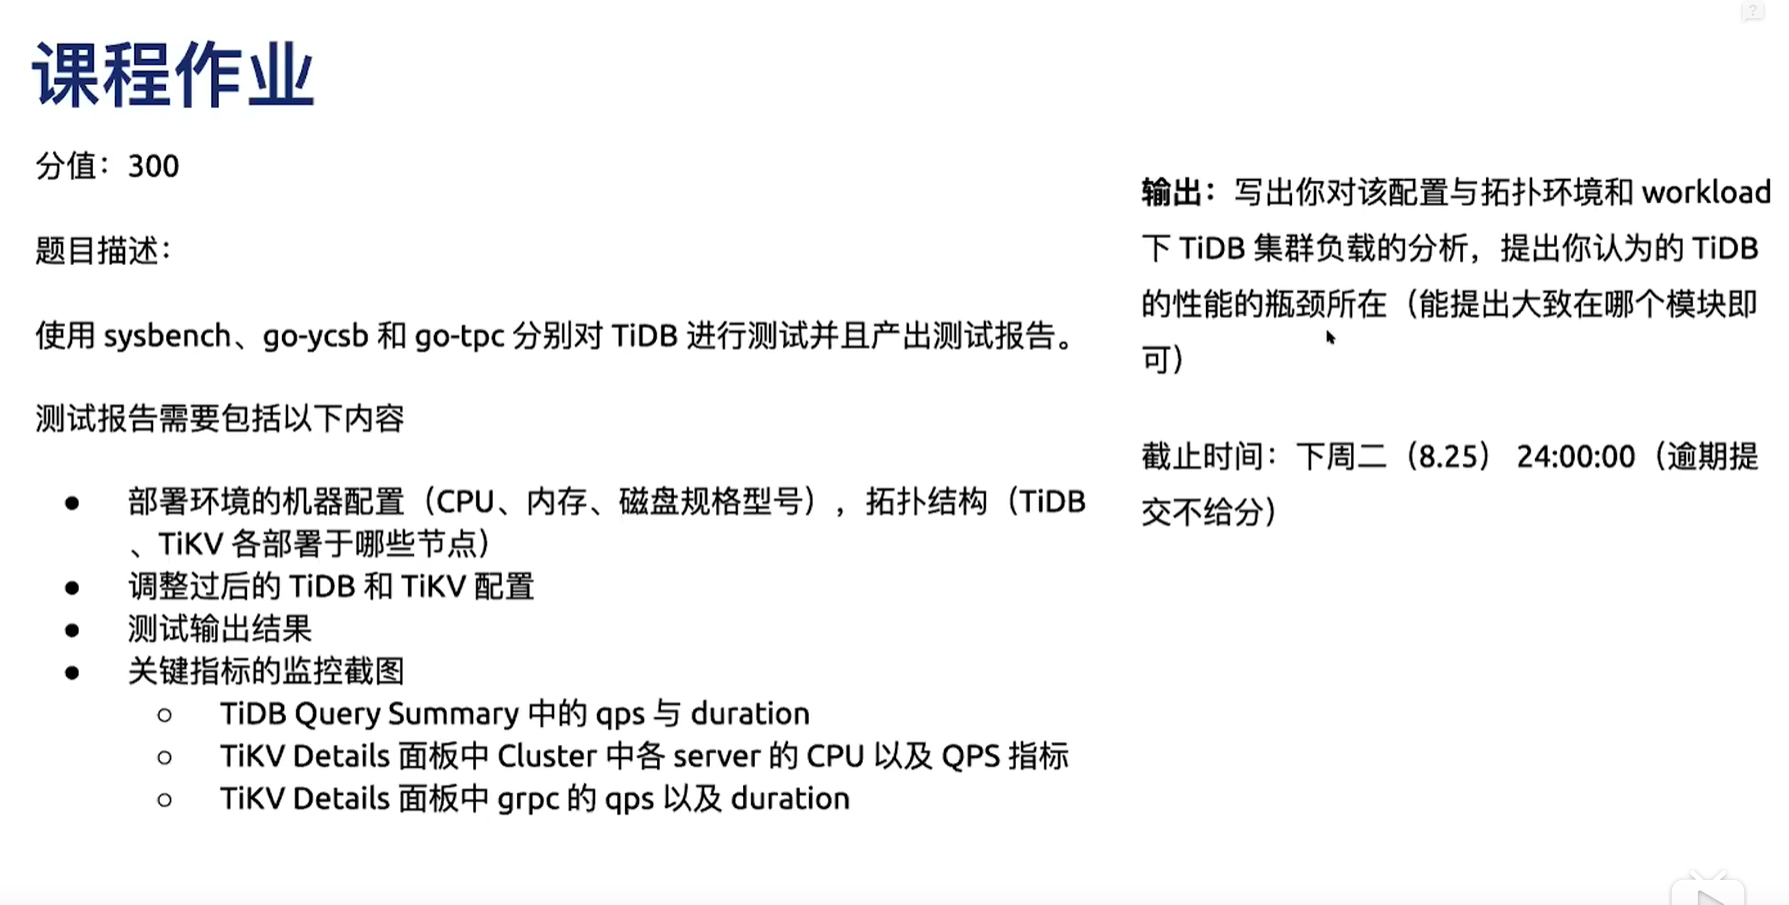 课程作业
分值：300
题目描述：
使用 sysbench、go-ycsb 和 go-tpc 分别对 TiDB 进行测试并且产出测试报告。
测试报告需要包括以下内容
● 部署环境的机器配置（CPU、内存、磁盘规格型号），拓扑结构（TiDB
、TiKV 各部署于哪些节点）
● 调整过后的 TiDB 和 TiKV 配置
● 测试输出结果
● 关键指标的监控截图
○ TiDB Query Summary 中的 qps 与 duration
○ TiKV Details 面板中 Cluster 中各 server 的 CPU 以及 QPS 指标
○ TiKV Details 面板中 grpc 的 qps 以及 duration
输出：写出你对该配置与拓扑环境和 workload
下 TiDB 集群负载的分析，提出你认为的 TiDB
的性能的瓶颈所在（能提出大致在哪个模块即
可）
截止时间：下周二（8.25） 24:00:00（逾期提
交不给分）